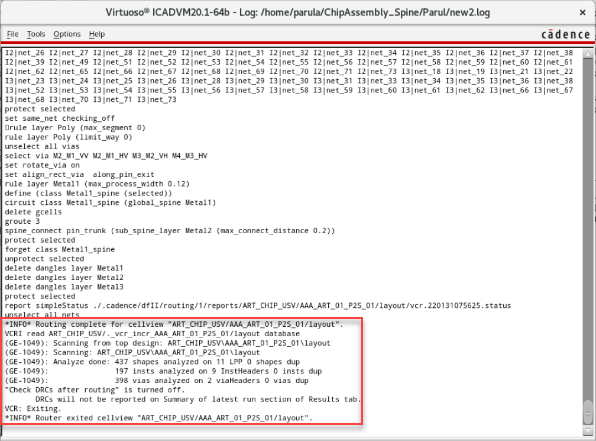 Virtuoso® ICADVM20.1-64b - Log: /home/parula/ChipAssembly_Spine/Parul/new2.log
File Tools Options Help
cādence
I2|net_26 I2|net_27 I2|net_28 I2|net_29 I2|net_30 I2|net_31 I2|net_32 I2|net_33 I2|net_34 I2|net_35 I2|net_36 I2|net_37 I2|net_38
I2|net_39 I2|net_49 I2|net_51 I2|net_52 I2|net_53 I2|net_54 I2|net_55 I2|net_56 I2|net_57 I2|net_58 I2|net_59 I2|net_60 I2|net_61
I2|net_62 I2|net_65 I2|net_66 I2|net_67 I2|net_68 I2|net_69 I2|net_70 I2|net_71 I2|net_73 I3|net_18 I3|net_19 I3|net_21 I3|net_22
I3|net_23 I3|net_24 I3|net_25 I3|net_26 I3|net_28 I3|net_29 I3|net_30 I3|net_31 I3|net_33 I3|net_34 I3|net_35 I3|net_36 I3|net_38
I3|net_51 I3|net_52 I3|net_53 I3|net_54 I3|net_55 I3|net_56 I3|net_57 I3|net_58 I3|net_59 I3|net_60 I3|net_61 I3|net_62 I3|net_66 I3|net_67
I3|net_68 I3|net_70 I3|net_71 I3|net_73
protect selected
set same_net checking_off
rule layer Poly (max_segment 0)
rule layer Poly (limit_way 0)
unselect all vias
select via M2_M1_VV M2_M1_HV M3_M2_VH M4_M3_HV
set rotate_via on
set align_rect_via along_pin_exit
rule layer Metal1 (max_process_width 0.12)
define (class Metal1_spine (selected))
circuit class Metal1_spine (global_spine Metal1)
delete gcells
groute 3
spine_connect pin_trunk (sub_spine_layer Metal2 (max_connect_distance 0.2))
protect selected
forget class Metal1_spine
unprotect selected
delete dangles layer Metal1
delete dangles layer Metal2
delete dangles layer Metal3
protect selected
report simpleStatus ./.cadence/dfII/routing/1/reports/ART_CHIP_USV/AAA_ART_01_P2S_01/layout/vcr.220131075625.status
unselect all nets
*INFO* Routing complete for cellview "ART_CHIP_USV/AAA_ART_01_P2S_01/layout".
VCRI read ART_CHIP_USV/._vcr_incr_AAA_ART_01_P2S_01/layout database
(GE-1049): Scanning from top design: ART_CHIP_USV\AAA_ART_01_P2S_01\layout
(GE-1049): Scanning: ART_CHIP_USV\AAA_ART_01_P2S_01\layout
(GE-1049): Analyze done: 437 shapes analyzed on 11 LPP 0 shapes dup
(GE-1049): 197 insts analyzed on 9 InstHeaders 0 insts dup
(GE-1049): 398 vias analyzed on 2 viaHeaders 0 vias dup
"Check DRCs after routing" is turned off.
DRCs will not be reported on Summary of latest run section of Results tab.
VCR: Exiting.
*INFO* Router exited cellview "ART_CHIP_USV/AAA_ART_01_P2S_01/layout".